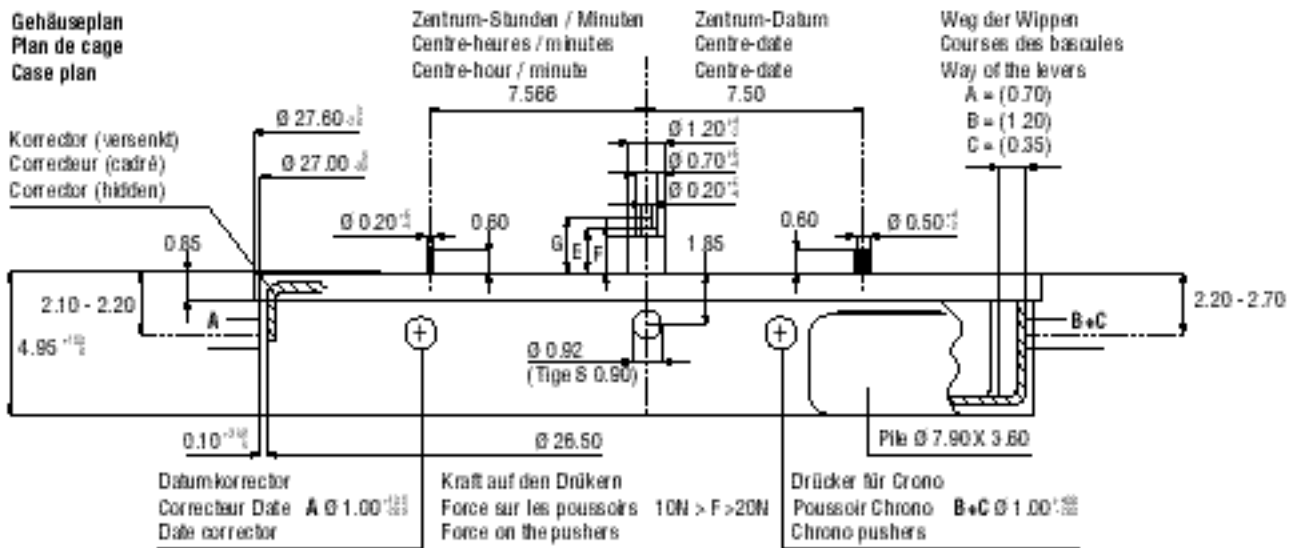 Gehäuseplan
Plan de cage
Case plan
Zentrum-Stunden / Minuten
Centre-heures / minutes
Centre-hour / minute
7.566
Zentrum-Datum
Centre-date
Centre-date
7.50
Weg der Wippen
Courses des bascules
Way of the levers
A = (0.70)
B = (1.20)
C = (0.35)
Korrector (versenkt)
Correcteur (cadré)
Corrector (hidden)
Ø 27.60
Ø 27.00
Ø 1.20
Ø 0.70
Ø 0.20
Ø 0.20
0.60
G
E
F
1.85
0.60
Ø 0.50
0.85
2.10 - 2.20
A
4.95
2.20 - 2.70
B+C
Ø 0.92
(Tige S 0.90)
0.10
Ø 26.50
Pile Ø 7.90 X 3.60
Datumkorrector
Correcteur Date A Ø 1.00
Date corrector
Kraft auf den Drükern
Force sur les poussoirs 10N > F >20N
Force on the pushers
Drücker für Crono
Poussoir Chrono B+C Ø 1.00
Chrono pushers